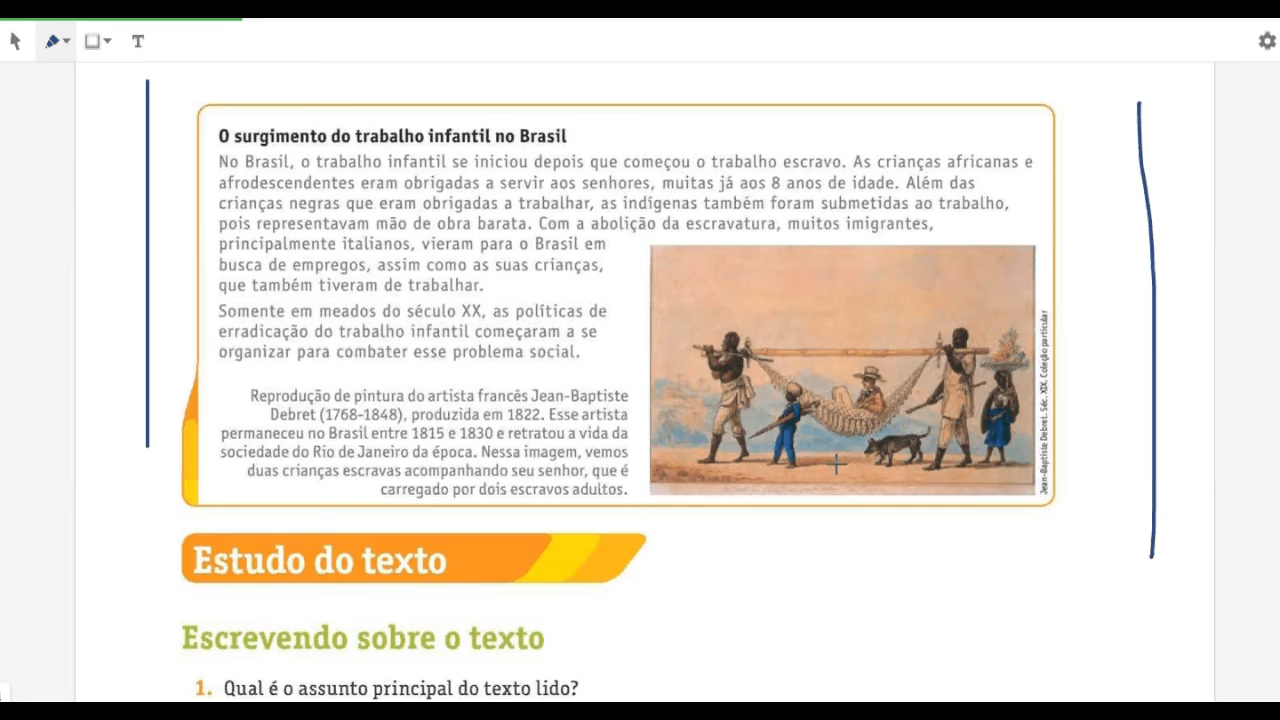 O surgimento do trabalho infantil no Brasil
No Brasil, o trabalho infantil se iniciou depois que começou o trabalho escravo. As crianças africanas e
afrodescendentes eram obrigadas a servir aos senhores, muitas já aos 8 anos de idade. Além das
crianças negras que eram obrigadas a trabalhar, as indígenas também foram submetidas ao trabalho,
pois representavam mão de obra barata. Com a abolição da escravatura, muitos imigrantes,
principalmente italianos, vieram para o Brasil em
busca de empregos, assim como as suas crianças,
que também tiveram de trabalhar.
Somente em meados do século XX, as políticas de
erradicação do trabalho infantil começaram a se
organizar para combater esse problema social.
Reprodução de pintura do artista francês Jean-Baptiste
Debret (1768-1848), produzida em 1822. Esse artista
permaneceu no Brasil entre 1815 e 1830 e retratou a vida da
sociedade do Rio de Janeiro da época. Nessa imagem, vemos
duas crianças escravas acompanhando seu senhor, que é
carregado por dois escravos adultos.
Jean-Baptiste Debret. Séc. XIX. Coleção particular
Estudo do texto
Escrevendo sobre o texto
1. Qual é o assunto principal do texto lido?
T